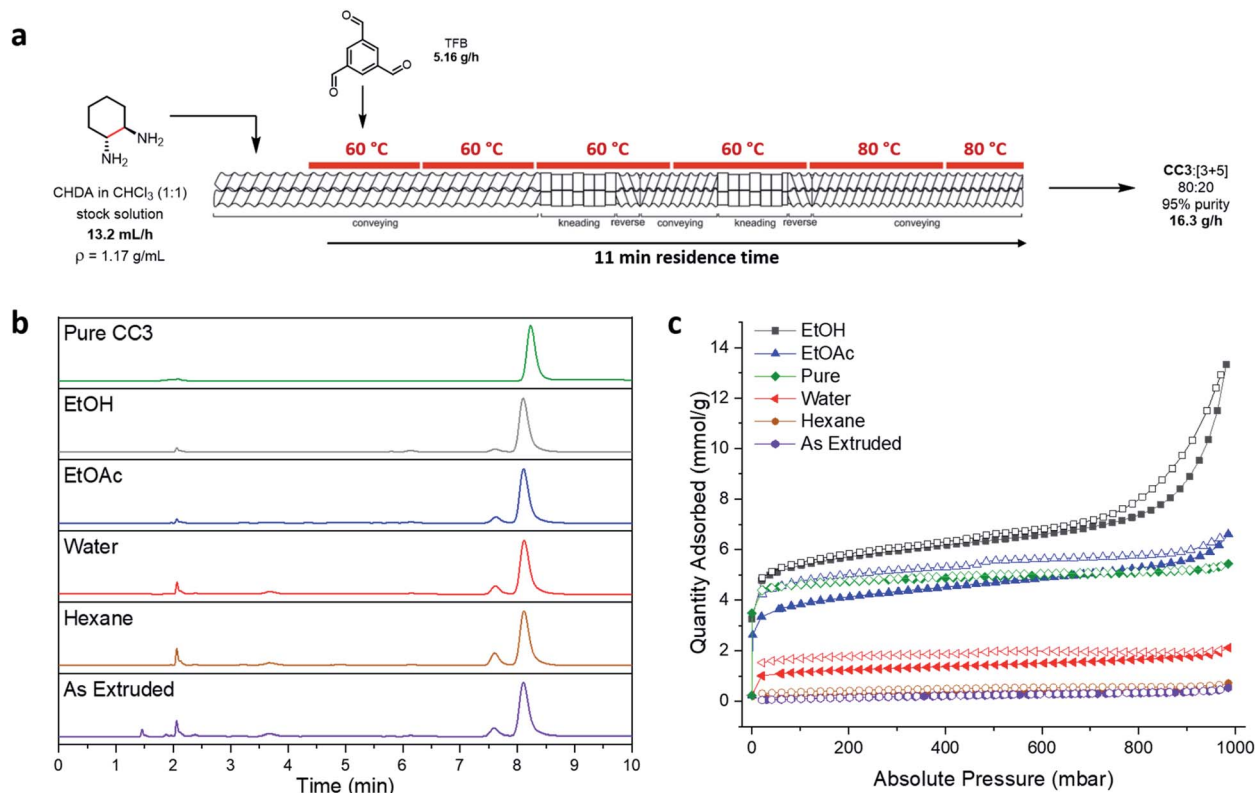 a
O
O
O
TFB
5.16 g/h
NH2
NH2
CHDA in CHCl3 (1:1)
stock solution
13.2 mL/h
ρ = 1.17 g/mL
60 °C
60 °C
60 °C
60 °C
80 °C
80 °C
conveying
kneading
reverse
conveying
kneading
reverse
conveying
11 min residence time
CC3:[3+5]
80:20
95% purity
16.3 g/h
b
Pure CC3
EtOH
EtOAc
Water
Hexane
As Extruded
0 1 2 3 4 5 6 7 8 9 10
Time (min)
c
EtOH
EtOAc
Pure
Water
Hexane
As Extruded
14
12
10
8
6
4
2
0
Quantity Adsorbed (mmol/g)
0 200 400 600 800 1000
Absolute Pressure (mbar)